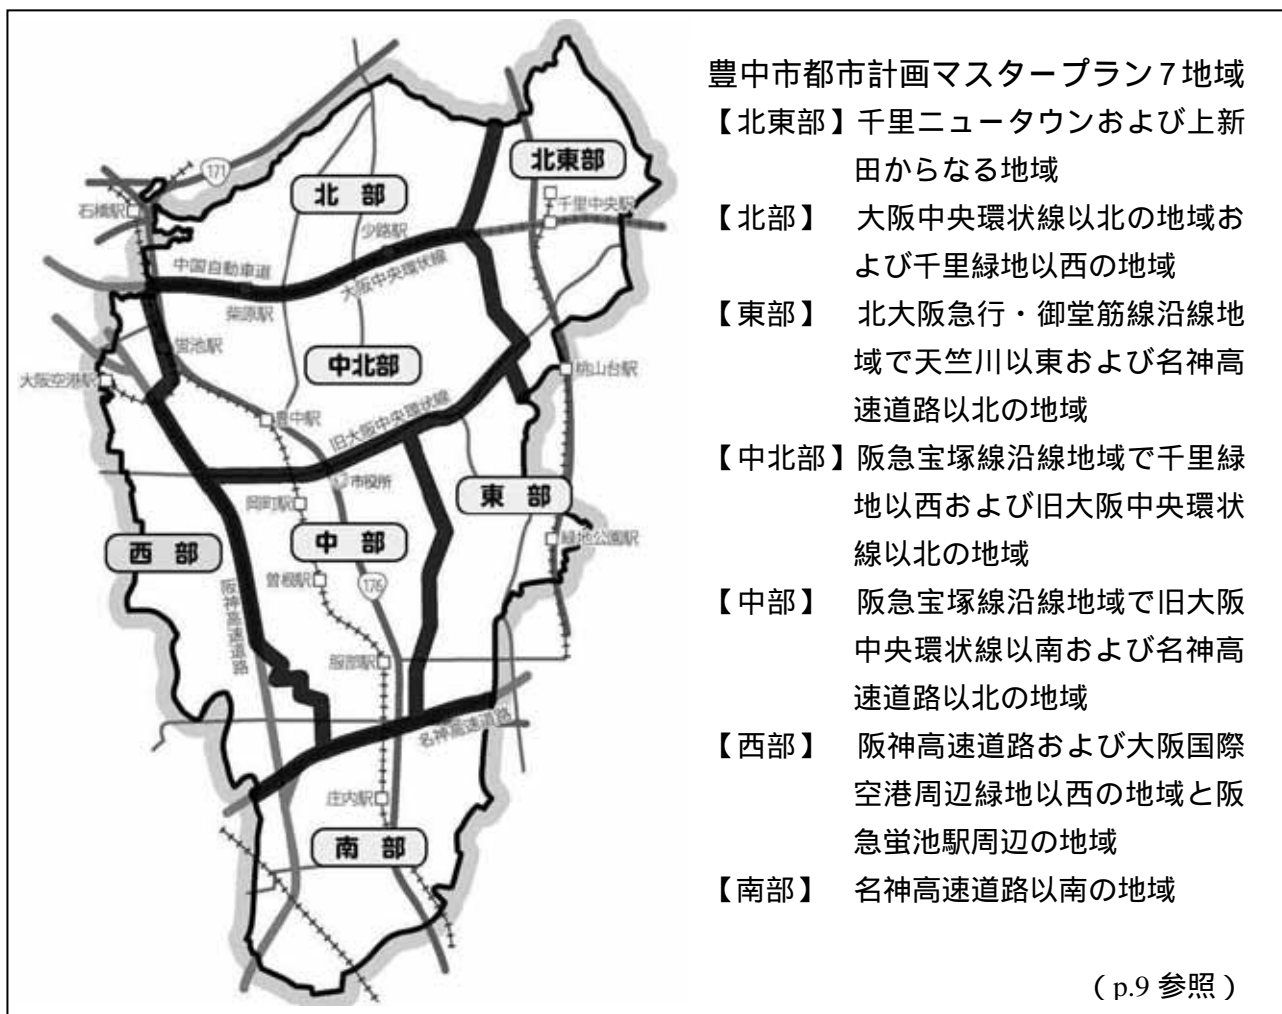 171
北東部
北 部
千里中央駅
石橋駅
少路駅
中国自動車道
大阪中央環状線
柴原駅
蛍池駅
中北部
大阪空港駅
桃山台駅
豊中駅
旧大阪中央環状線
市役所
岡町駅
東 部
緑地公園駅
西 部
中 部
曽根駅
176
阪神高速道路
服部駅
名神高速道路
庄内駅
南 部
豊中市都市計画マスタープラン7地域
【北東部】千里ニュータウンおよび上新
田からなる地域
【北部】 大阪中央環状線以北の地域お
よび千里緑地以西の地域
【東部】 北大阪急行・御堂筋線沿線地
域で天竺川以東および名神高
速道路以北の地域
【中北部】阪急宝塚線沿線地域で千里緑
地以西および旧大阪中央環状
線以北の地域
【中部】 阪急宝塚線沿線地域で旧大阪
中央環状線以南および名神高
速道路以北の地域
【西部】 阪神高速道路および大阪国際
空港周辺緑地以西の地域と阪
急蛍池駅周辺の地域
【南部】 名神高速道路以南の地域
(p.9 参照)